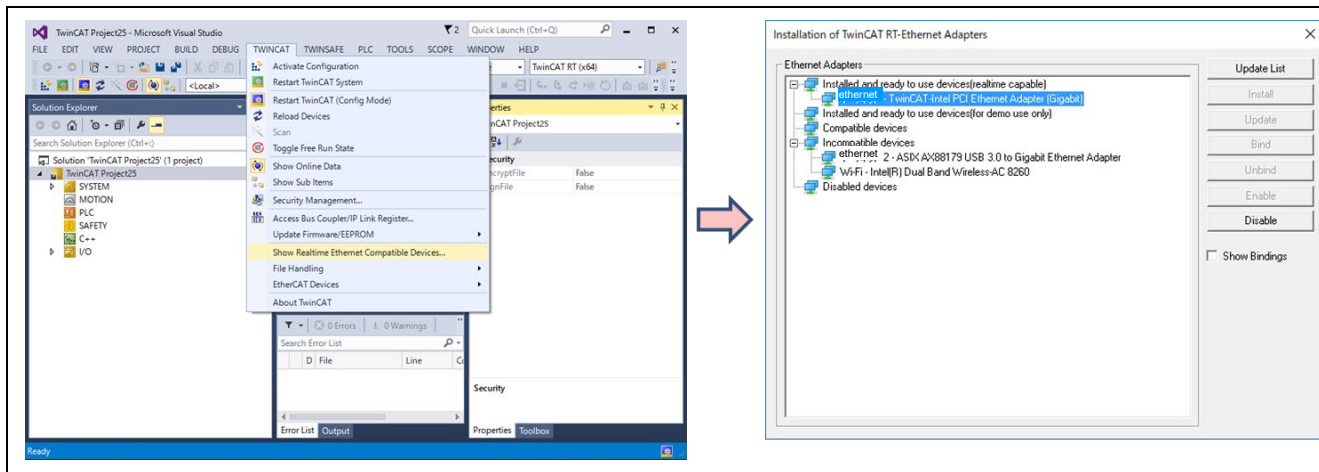 TwinCAT Project25 - Microsoft Visual Studio
2
Quick Launch (Ctrl+Q)
FILE EDIT VIEW PROJECT BUILD DEBUG TWINCAT TWINSAFE PLC TOOLS SCOPE WINDOW HELP
TwinCAT RT (x64)
<Local>
Activate Configuration
Restart TwinCAT System
Restart TwinCAT (Config Mode)
Reload Devices
Scan
Toggle Free Run State
Show Online Data
Show Sub Items
Security Management...
Access Bus Coupler/IP Link Register...
Update Firmware/EEPROM
Show Realtime Ethernet Compatible Devices...
File Handling
EtherCAT Devices
About TwinCAT
Solution Explorer
Search Solution Explorer (Ctrl+:)
Solution 'TwinCAT Project25' (1 project)
TwinCAT Project25
SYSTEM
MOTION
PLC
SAFETY
C++
I/O
0 Errors
0 Warnings
Search Error List
D File Line
Error List Output
erties
nCAT Project25
ecurity
ncryptFile False
gnFile False
Security
Properties Toolbox
Ready
Installation of TwinCAT RT-Ethernet Adapters
Ethernet Adapters
Installed and ready to use devices(realtime capable)
ethernet - TwinCAT-Intel PCI Ethernet Adapter (Gigabit)
Installed and ready to use devices(for demo use only)
Compatible devices
Incompatible devices
ethernet 2 - ASIX AX88179 USB 3.0 to Gigabit Ethernet Adapter
Wi-Fi - Intel(R) Dual Band Wireless-AC 8260
Disabled devices
Update List
Install
Update
Bind
Unbind
Enable
Disable
Show Bindings